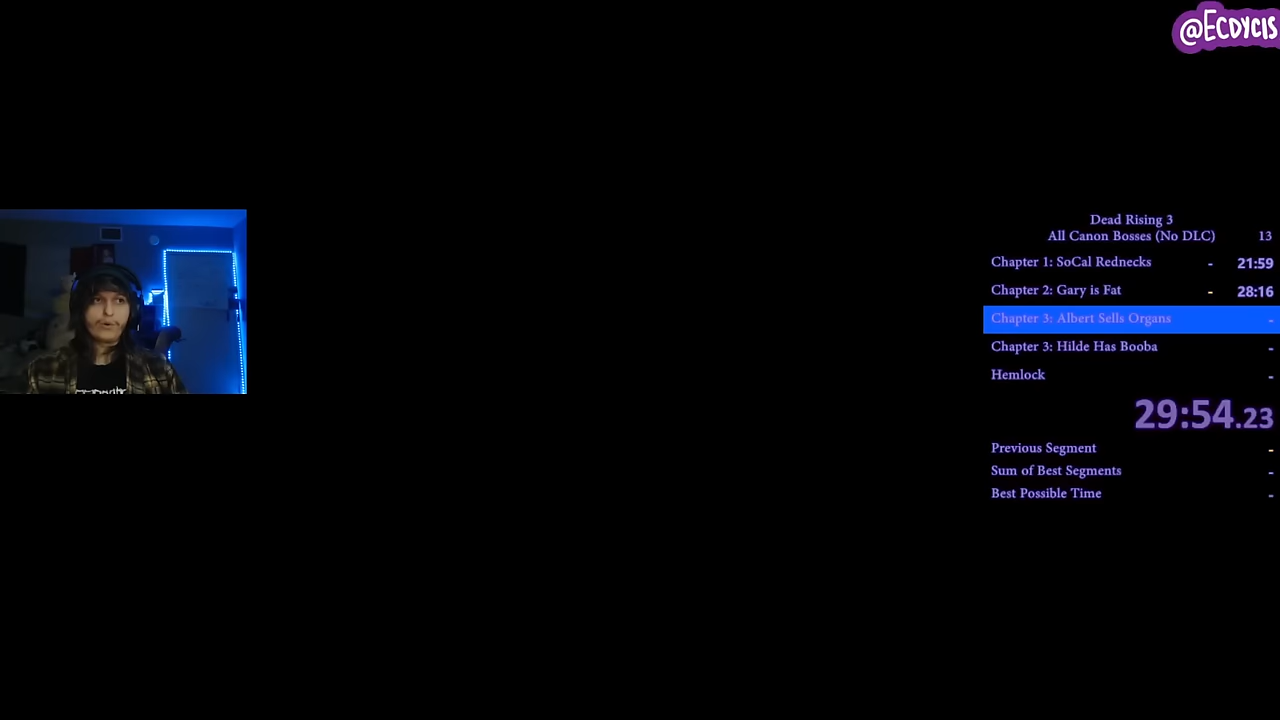 @ECDYCIS
Dead Rising 3
All Canon Bosses (No DLC) 13
Chapter 1: SoCal Rednecks - 21:59
Chapter 2: Gary is Fat - 28:16
Chapter 3: Albert Sells Organs -
Chapter 3: Hilde Has Booba -
Hemlock -
29:54.23
Previous Segment -
Sum of Best Segments -
Best Possible Time -